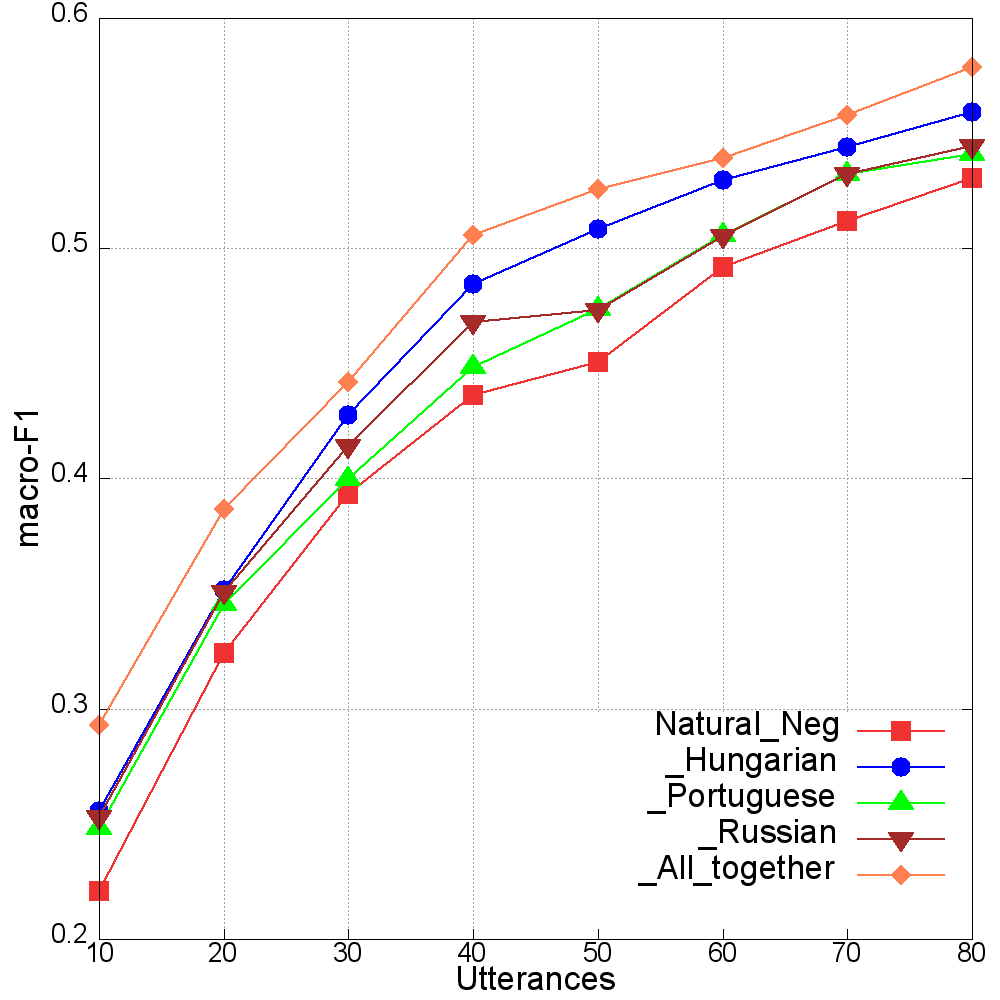 0.6
0.5
0.4
0.3
0.2
macro-F1
Natural_Neg
_Hungarian
_Portuguese
_Russian
_All_together
10 20 30 40 50 60 70 80
Utterances